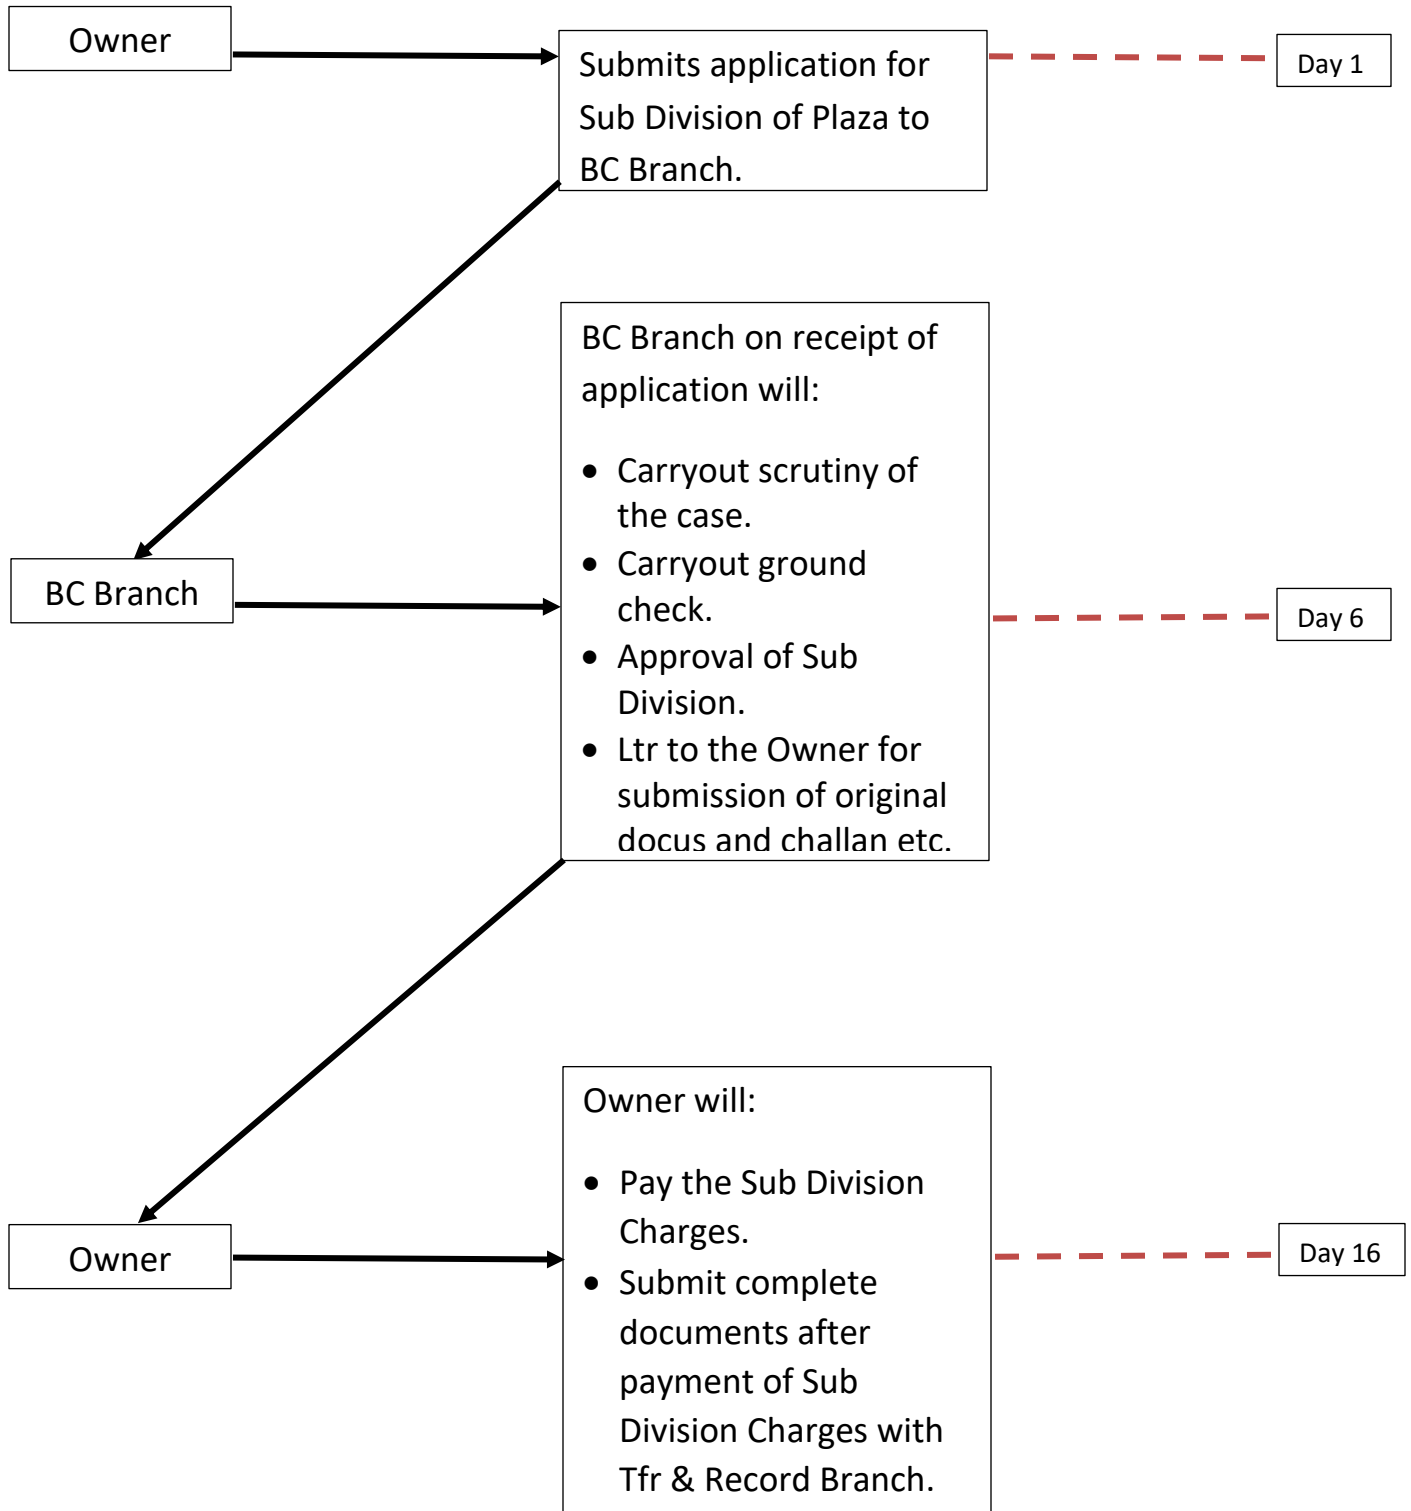 Owner
Submits application for
Sub Division of Plaza to
BC Branch.
Day 1
BC Branch on receipt of
application will:
• Carryout scrutiny of
the case.
• Carryout ground
check.
• Approval of Sub
Division.
• Ltr to the Owner for
submission of original
docus and challan etc.
BC Branch
Day 6
Owner will:
• Pay the Sub Division
Charges.
• Submit complete
documents after
payment of Sub
Division Charges with
Tfr & Record Branch.
Owner
Day 16